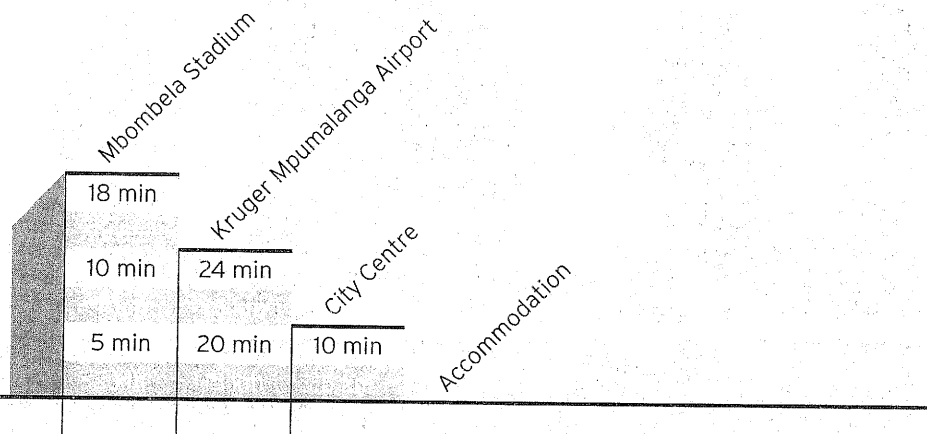 Mbombela Stadium
18 min
Kruger Mpumalanga Airport
10 min 24 min
City Centre
5 min 20 min 10 min
Accommodation